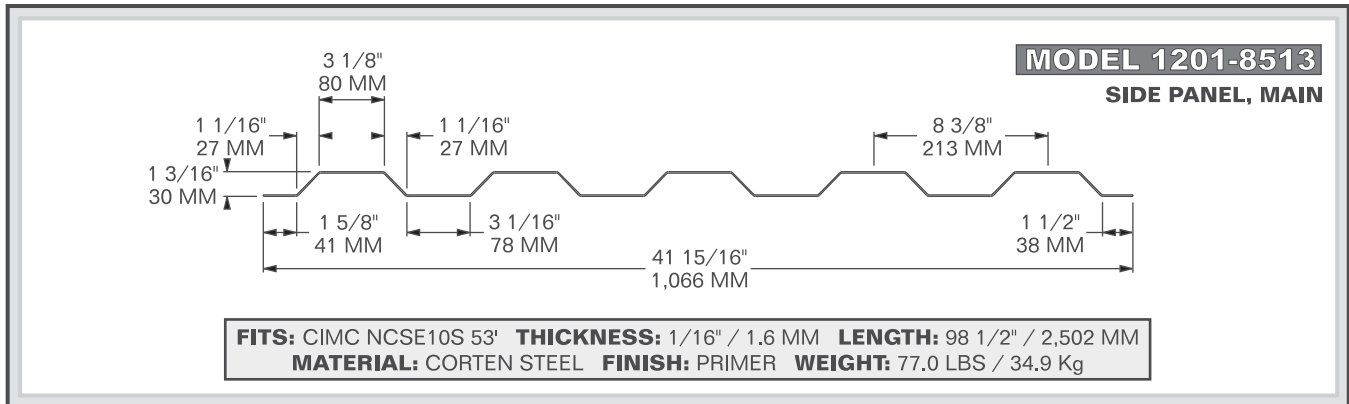 MODEL 1201-8513
SIDE PANEL, MAIN
3 1/8"
80 MM
1 1/16"
27 MM
1 1/16"
27 MM
8 3/8"
213 MM
1 3/16"
30 MM
1 5/8"
41 MM
3 1/16"
78 MM
1 1/2"
38 MM
41 15/16"
1,066 MM
FITS: CIMC NCSE10S 53' THICKNESS: 1/16" / 1.6 MM LENGTH: 98 1/2" / 2,502 MM
MATERIAL: CORTEN STEEL FINISH: PRIMER WEIGHT: 77.0 LBS / 34.9 Kg